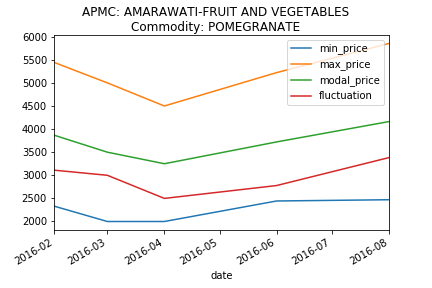 APMC: AMARAWATI-FRUIT AND VEGETABLES
Commodity: POMEGRANATE
6000
5500
5000
4500
4000
3500
3000
2500
2000
min_price
max_price
modal_price
fluctuation
2016-02
2016-03
2016-04
2016-05
2016-06
2016-07
2016-08
date